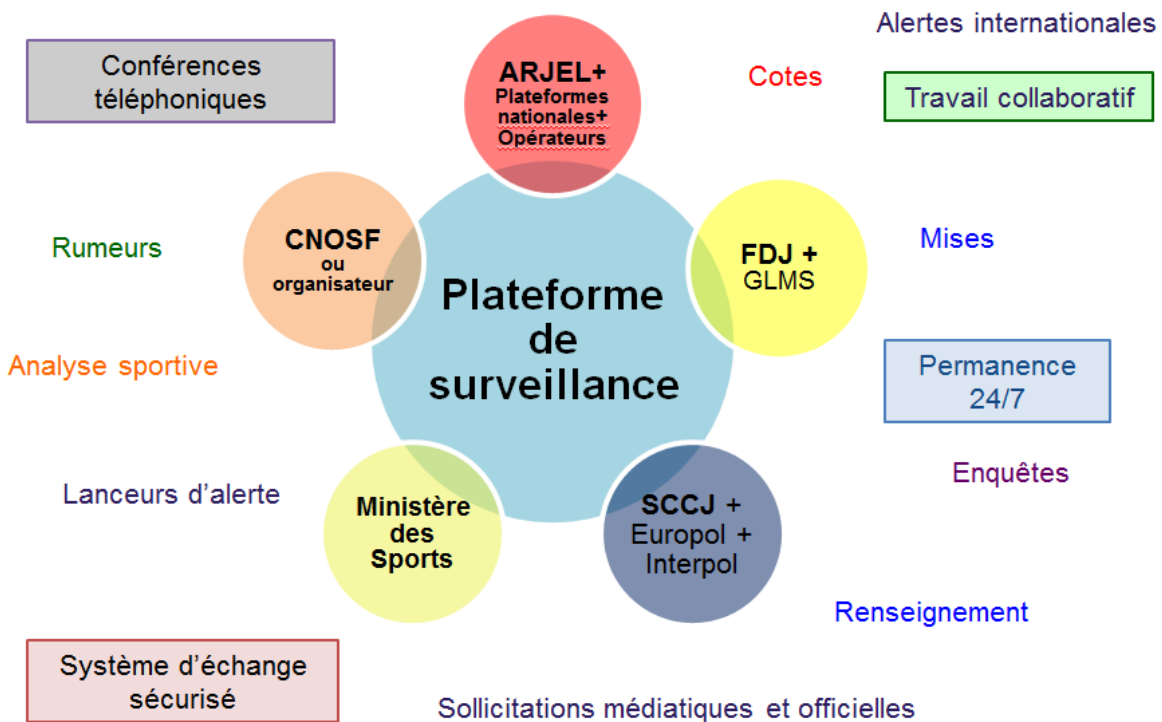 Alertes internationales
Conférences
téléphoniques
ARJEL+
Plateformes
nationales+
Opérateurs
Cotes
Travail collaboratif
Rumeurs
CNOSF
ou
organisateur
FDJ +
GLMS
Mises
Plateforme
de
surveillance
Analyse sportive
Permanence
24/7
Lanceurs d’alerte
Ministère
des
Sports
SCCJ +
Europol +
Interpol
Enquêtes
Renseignement
Système d’échange
sécurisé
Sollicitations médiatiques et officielles